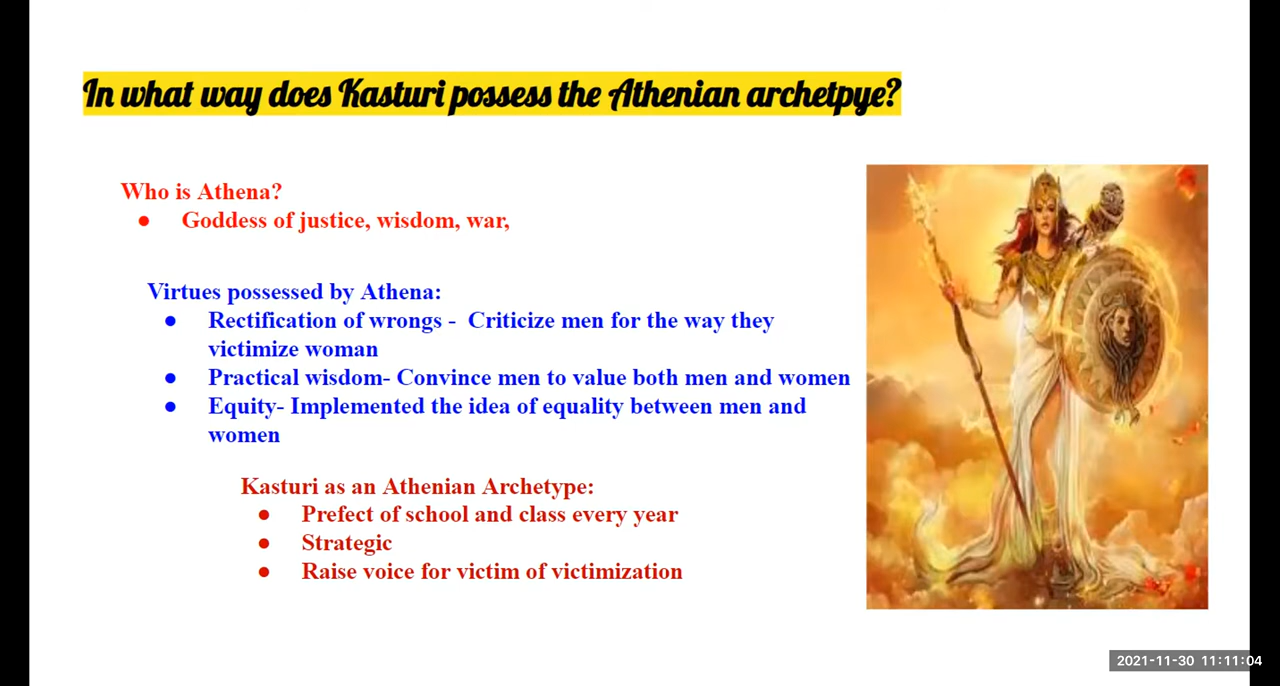 In what way does Kasturi possess the Athenian archetpye?
Who is Athena?
● Goddess of justice, wisdom, war,
Virtues possessed by Athena:
● Rectification of wrongs - Criticize men for the way they
victimize woman
● Practical wisdom- Convince men to value both men and women
● Equity- Implemented the idea of equality between men and
women
Kasturi as an Athenian Archetype:
● Prefect of school and class every year
● Strategic
● Raise voice for victim of victimization
2021-11-30 11:11:04